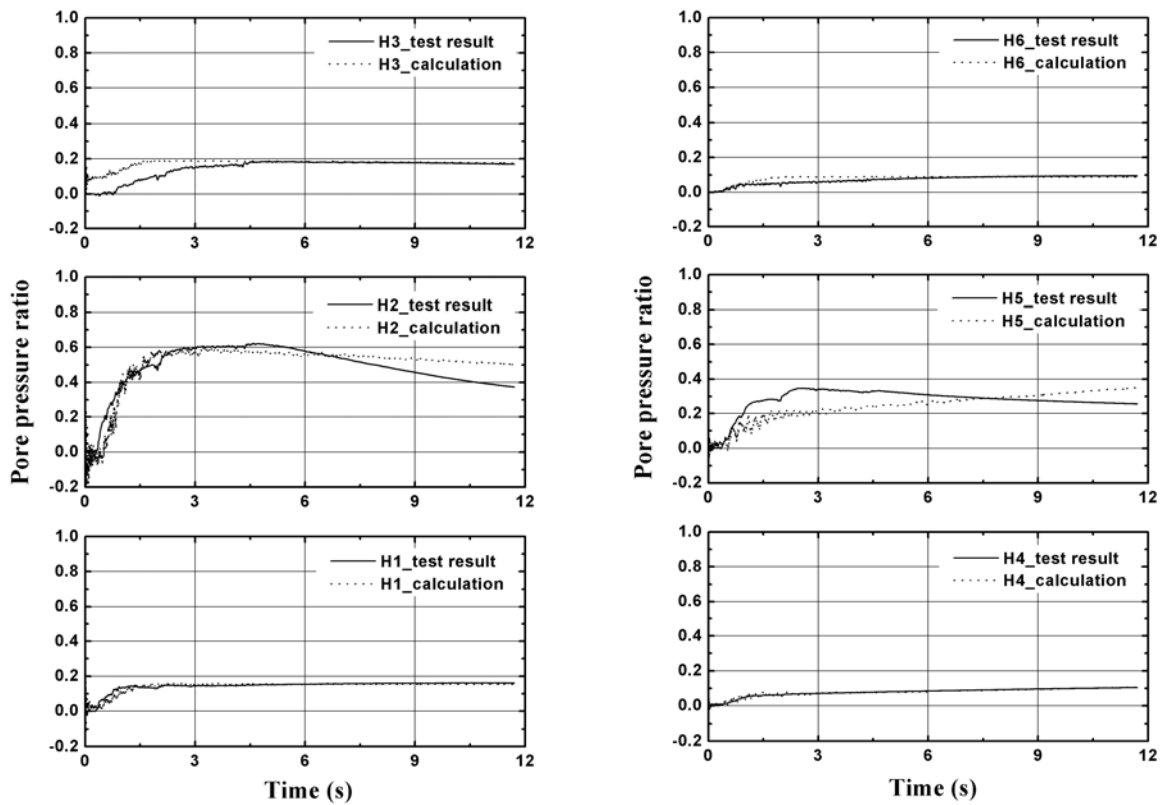 1.0
0.8
0.6
0.4
0.2
0.0
-0.2
H3_test result
H3_calculation
0 3 6 9 12
1.0
0.8
0.6
0.4
0.2
0.0
-0.2
H2_test result
H2_calculation
0 3 6 9 12
1.0
0.8
0.6
0.4
0.2
0.0
-0.2
H1_test result
H1_calculation
0 3 6 9 12
Pore pressure ratio
Time (s)
1.0
0.8
0.6
0.4
0.2
0.0
-0.2
H6_test result
H6_calculation
0 3 6 9 12
1.0
0.8
0.6
0.4
0.2
0.0
-0.2
H5_test result
H5_calculation
0 3 6 9 12
1.0
0.8
0.6
0.4
0.2
0.0
-0.2
H4_test result
H4_calculation
0 3 6 9 12
Pore pressure ratio
Time (s)